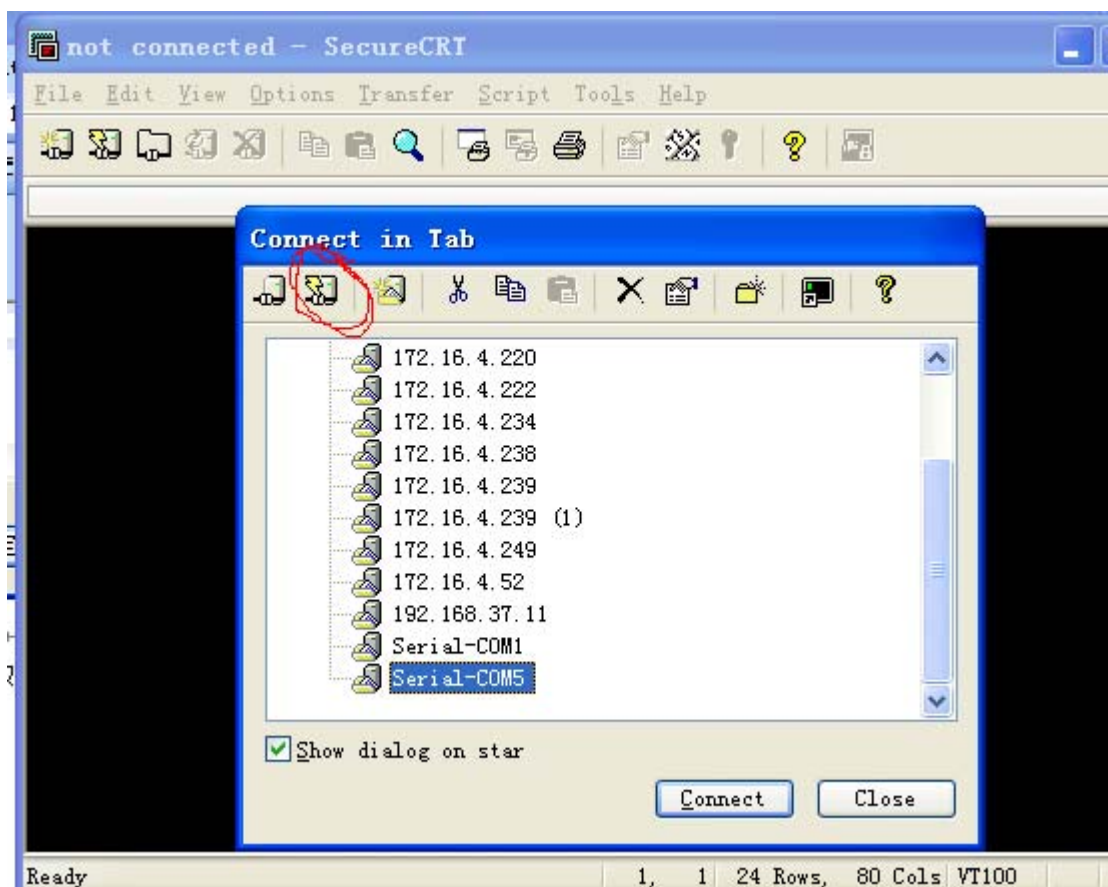 not connected - SecureCRT
File Edit View Options Transfer Script Tools Help
Connect in Tab
172.16.4.220
172.16.4.222
172.16.4.234
172.16.4.238
172.16.4.239
172.16.4.239 (1)
172.16.4.249
172.16.4.52
192.168.37.11
Serial-COM1
Serial-COM5
Show dialog on star
Connect Close
Ready 1, 1 24 Rows, 80 Cols VT100